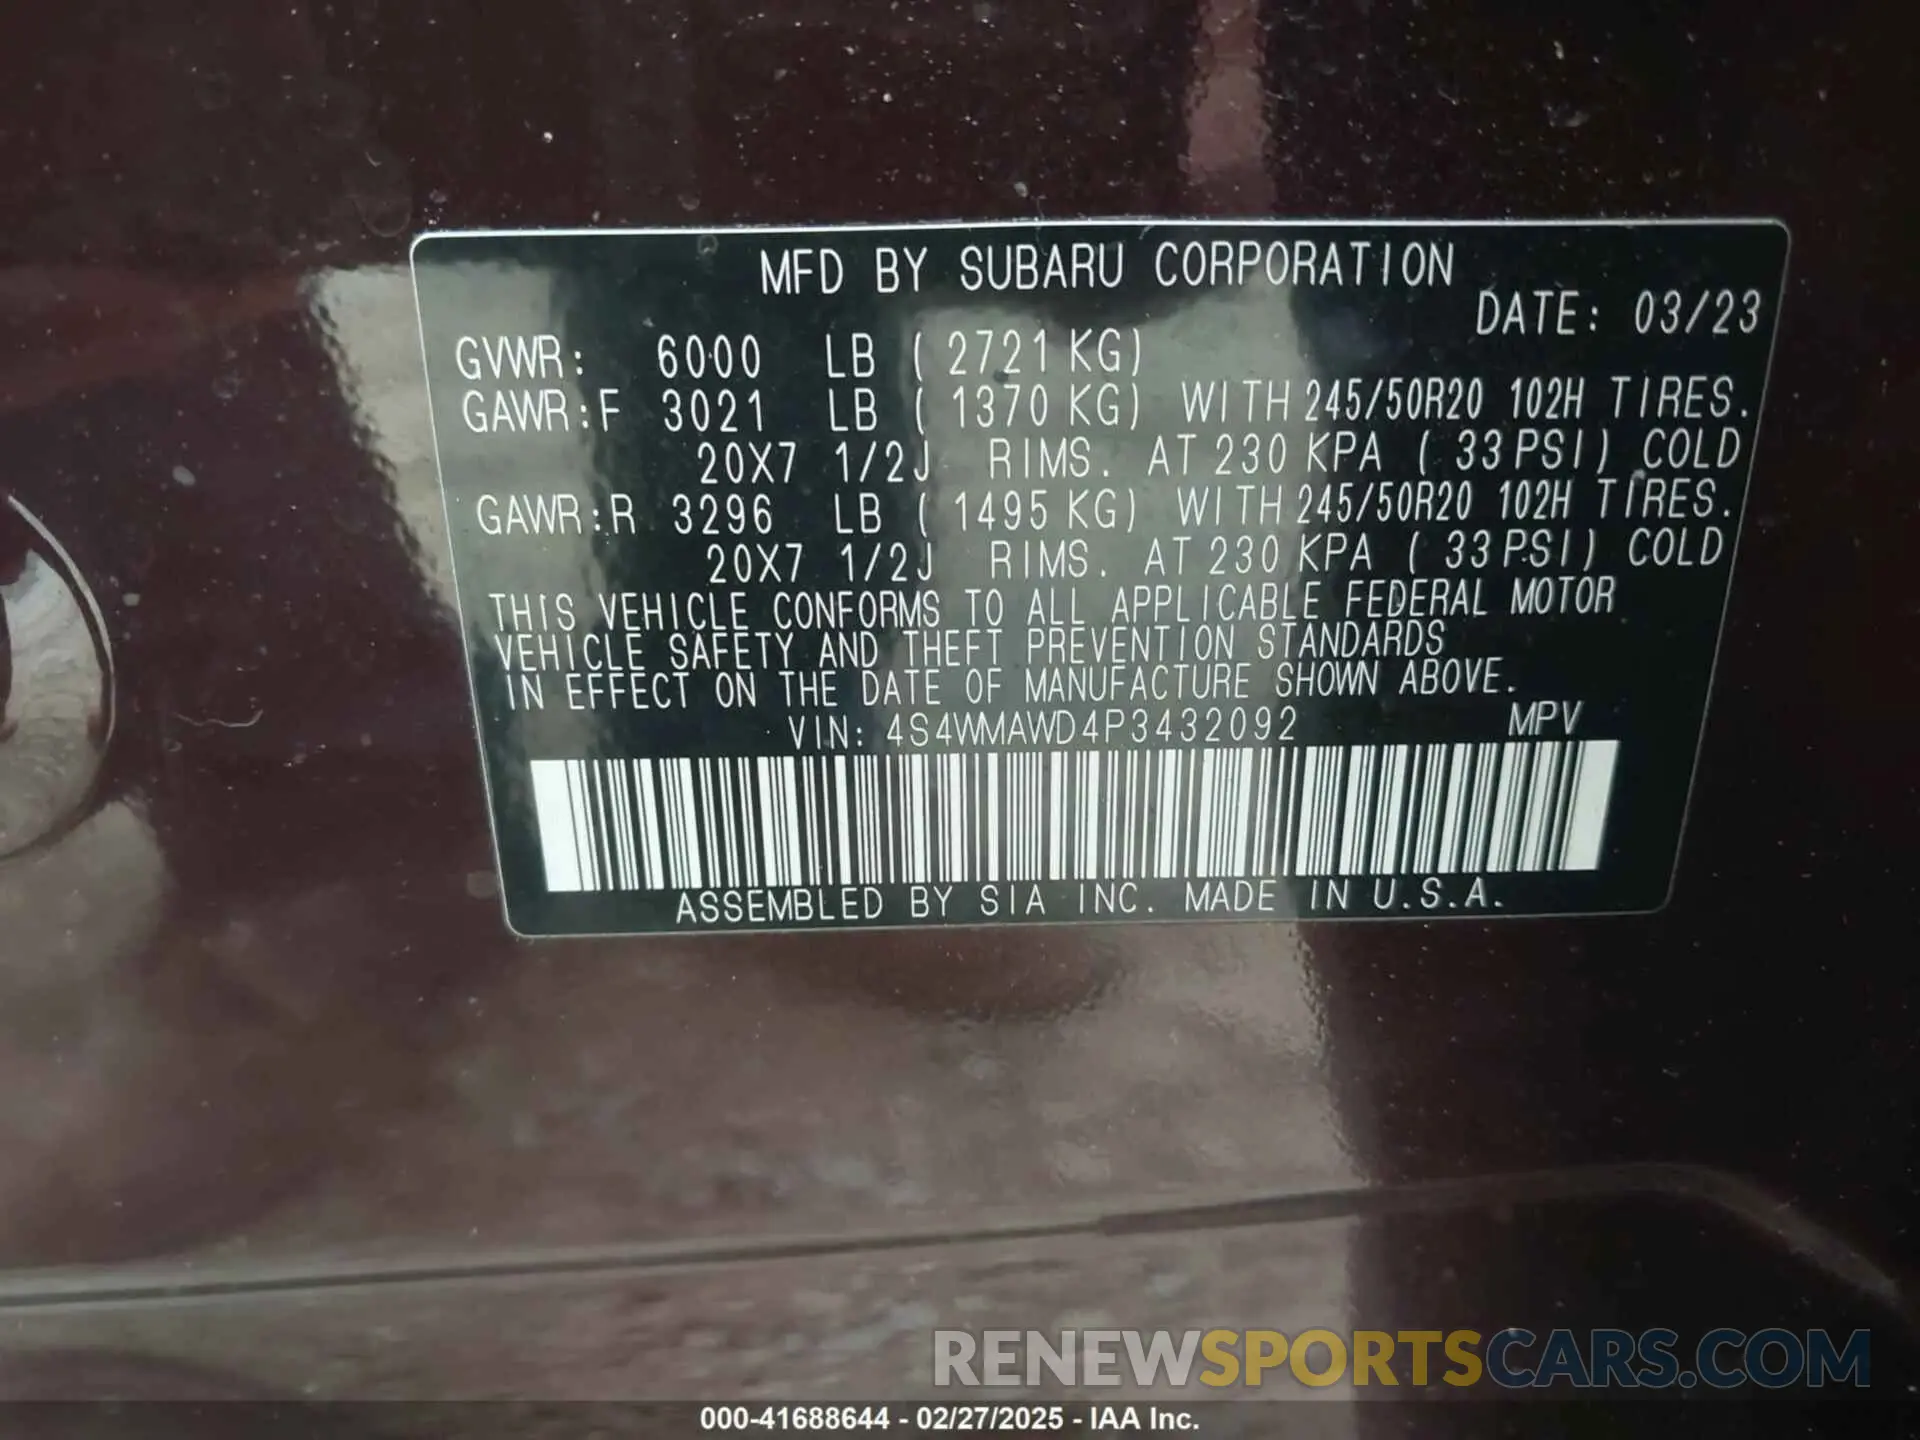 MFD BY SUBARU CORPORATION
DATE: 03/23
GVWR: 6000 LB ( 2721 KG)
GAWR:F 3021 LB ( 1370 KG) WITH 245/50R20 102H TIRES.
20X7 1/2J RIMS. AT 230 KPA ( 33 PSI) COLD
GAWR:R 3296 LB ( 1495 KG) WITH 245/50R20 102H TIRES.
20X7 1/2J RIMS. AT 230 KPA ( 33 PSI) COLD
THIS VEHICLE CONFORMS TO ALL APPLICABLE FEDERAL MOTOR
VEHICLE SAFETY AND THEFT PREVENTION STANDARDS
IN EFFECT ON THE DATE OF MANUFACTURE SHOWN ABOVE.
VIN: 4S4WMAWD4P3432092 MPV
ASSEMBLED BY SIA INC. MADE IN U.S.A.
RENEWSPORTSCARS.COM
000-41688644 - 02/27/2025 - IAA Inc.